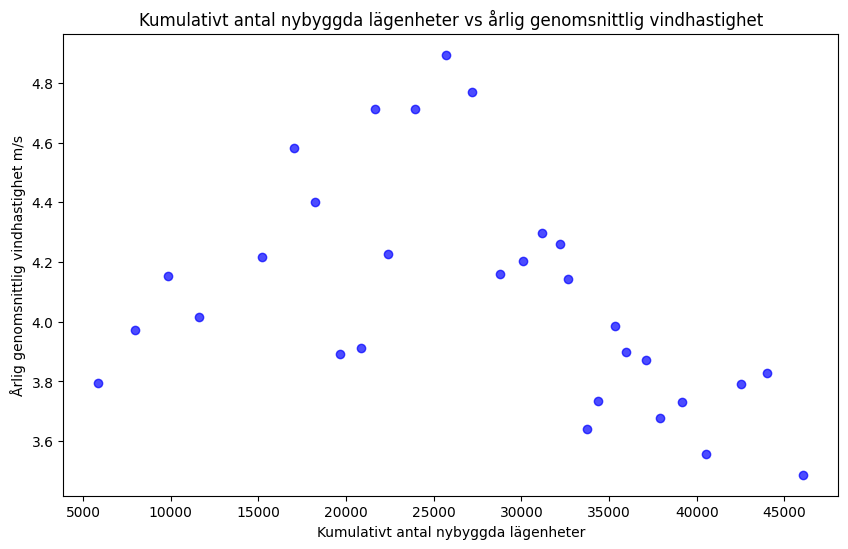 Kumulativt antal nybyggda lägenheter vs årlig genomsnittlig vindhastighet
Årlig genomsnittlig vindhastighet m/s
4.8
4.6
4.4
4.2
4.0
3.8
3.6
5000 10000 15000 20000 25000 30000 35000 40000 45000
Kumulativt antal nybyggda lägenheter